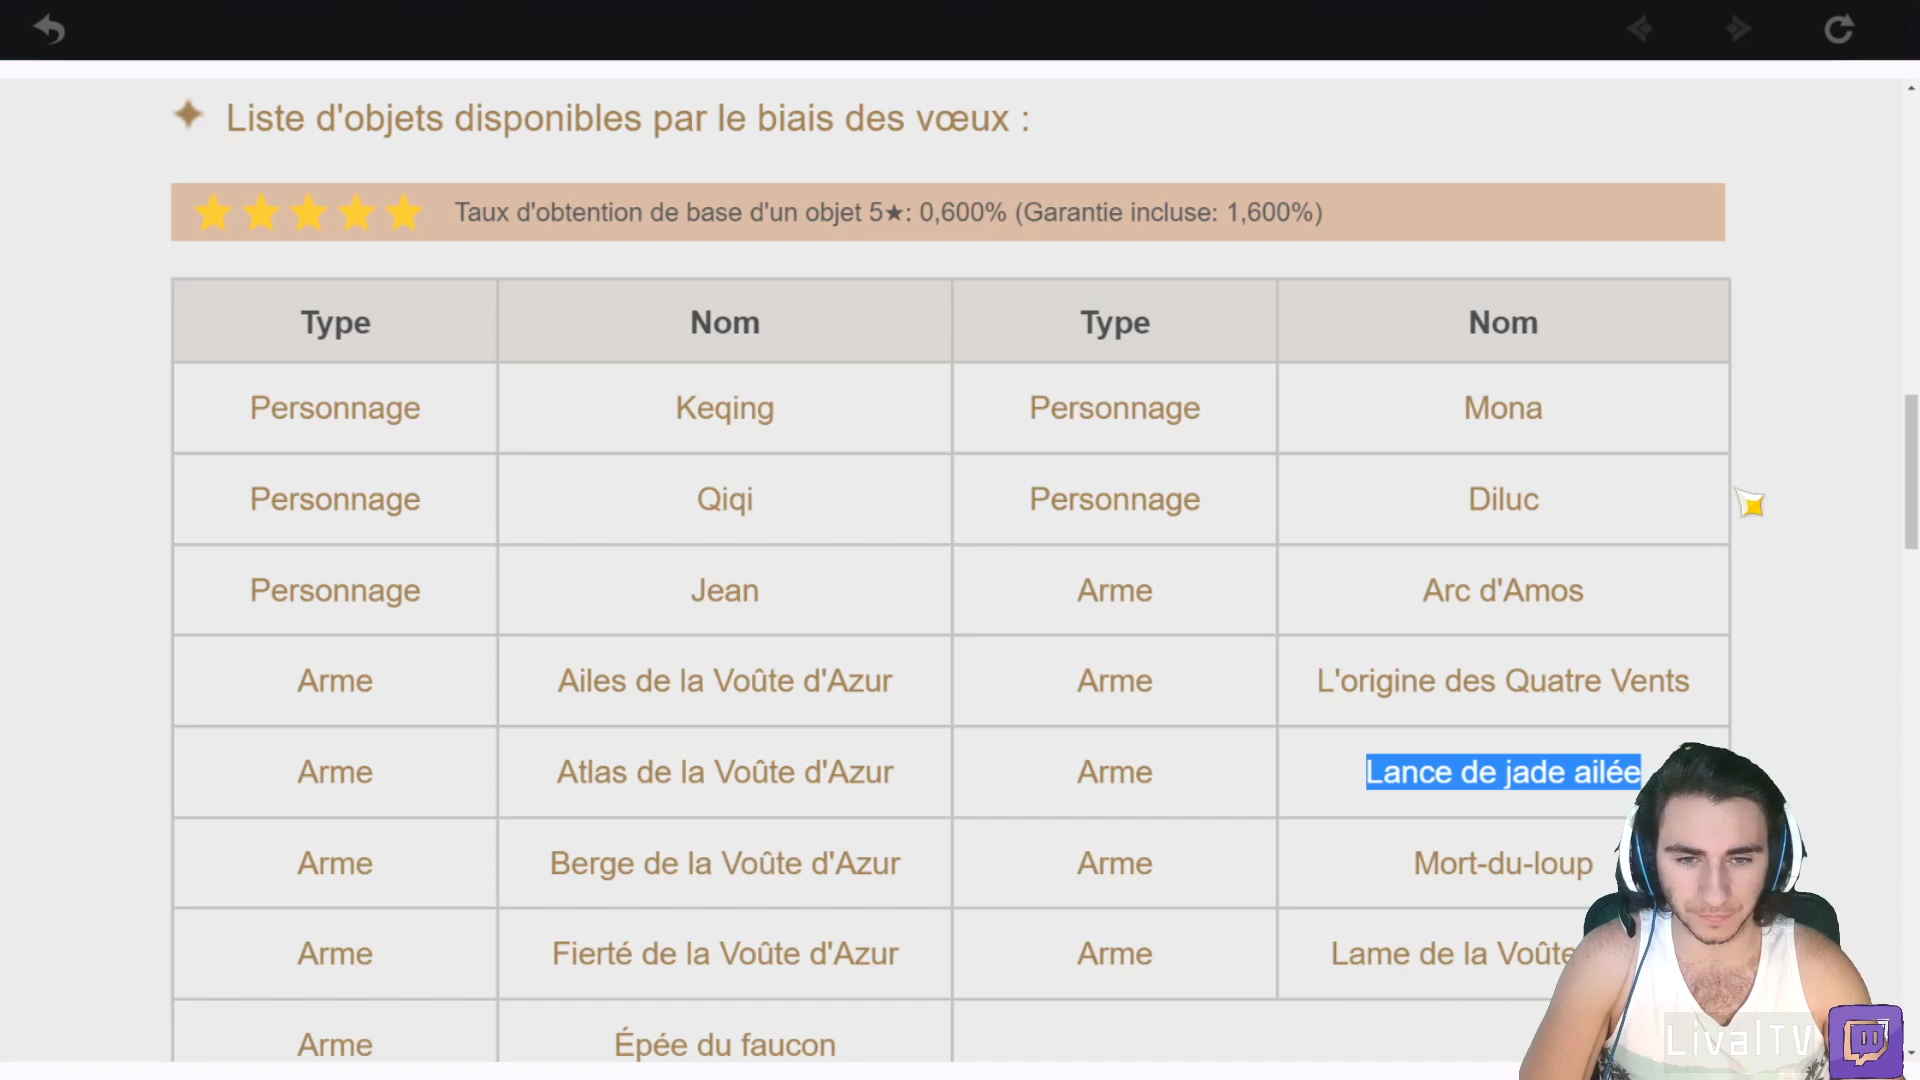 Liste d'objets disponibles par le biais des vœux :
Taux d'obtention de base d'un objet 5★: 0,600% (Garantie incluse: 1,600%)
Type Nom Type Nom
Personnage Keqing Personnage Mona
Personnage Qiqi Personnage Diluc
Personnage Jean Arme Arc d'Amos
Arme Ailes de la Voûte d'Azur Arme L'origine des Quatre Vents
Arme Atlas de la Voûte d'Azur Arme Lance de jade ailée
Arme Berge de la Voûte d'Azur Arme Mort-du-loup
Arme Fierté de la Voûte d'Azur Arme Lame de la Voûte
Arme Épée du faucon
LivalTV